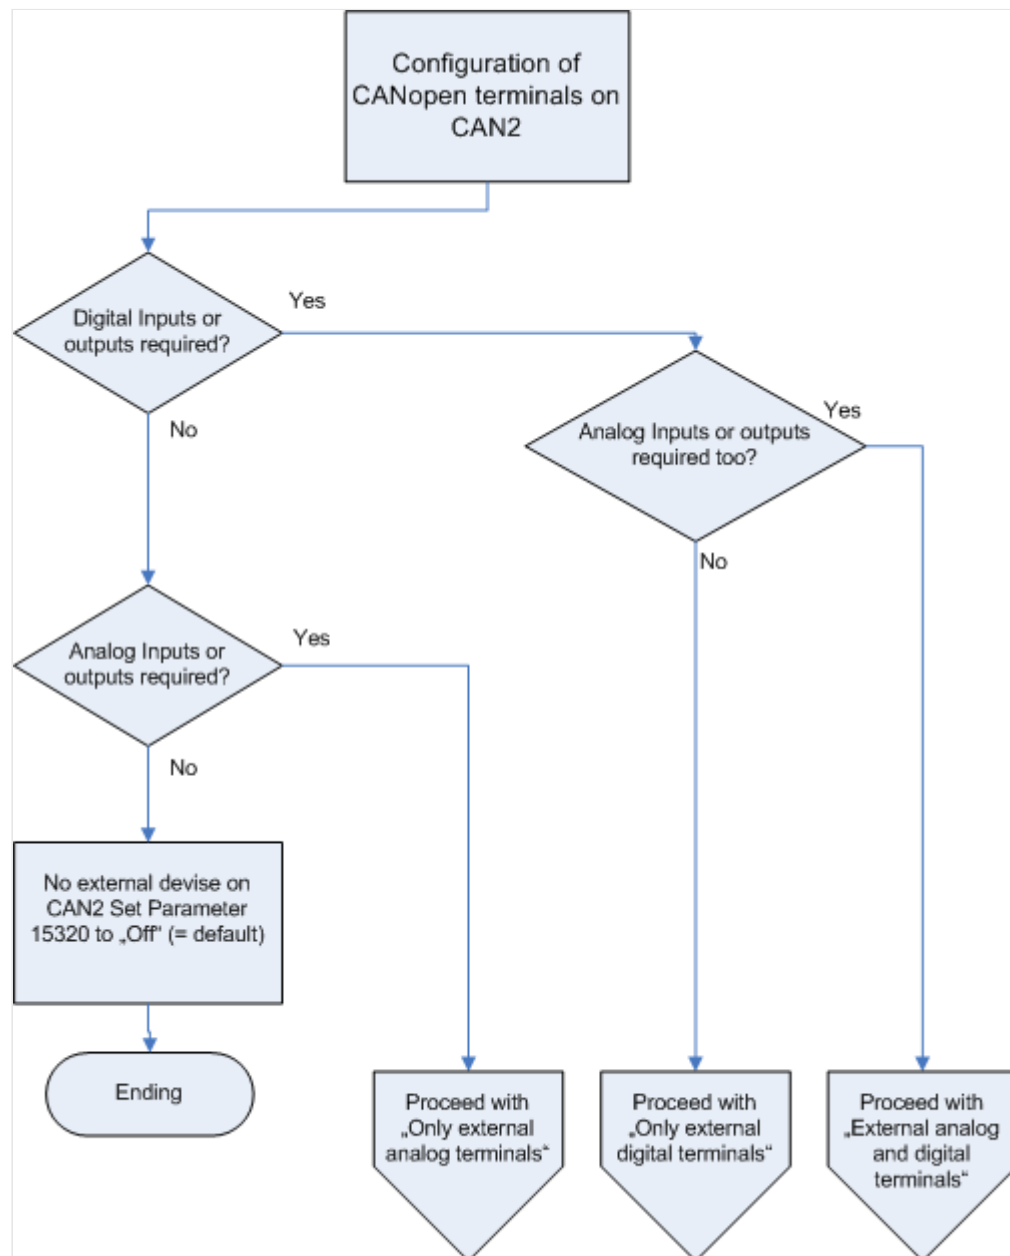 Configuration of
CANopen terminals on
CAN2
Digital Inputs or
outputs required?
Yes
No
Analog Inputs or outputs
required too?
Yes
No
Analog Inputs or
outputs required?
Yes
No
No external devise on
CAN2 Set Parameter
15320 to „Off“ (= default)
Ending
Proceed with
„Only external
analog terminals“
Proceed with
„Only external
digital terminals“
Proceed with
„External analog
and digital
terminals“